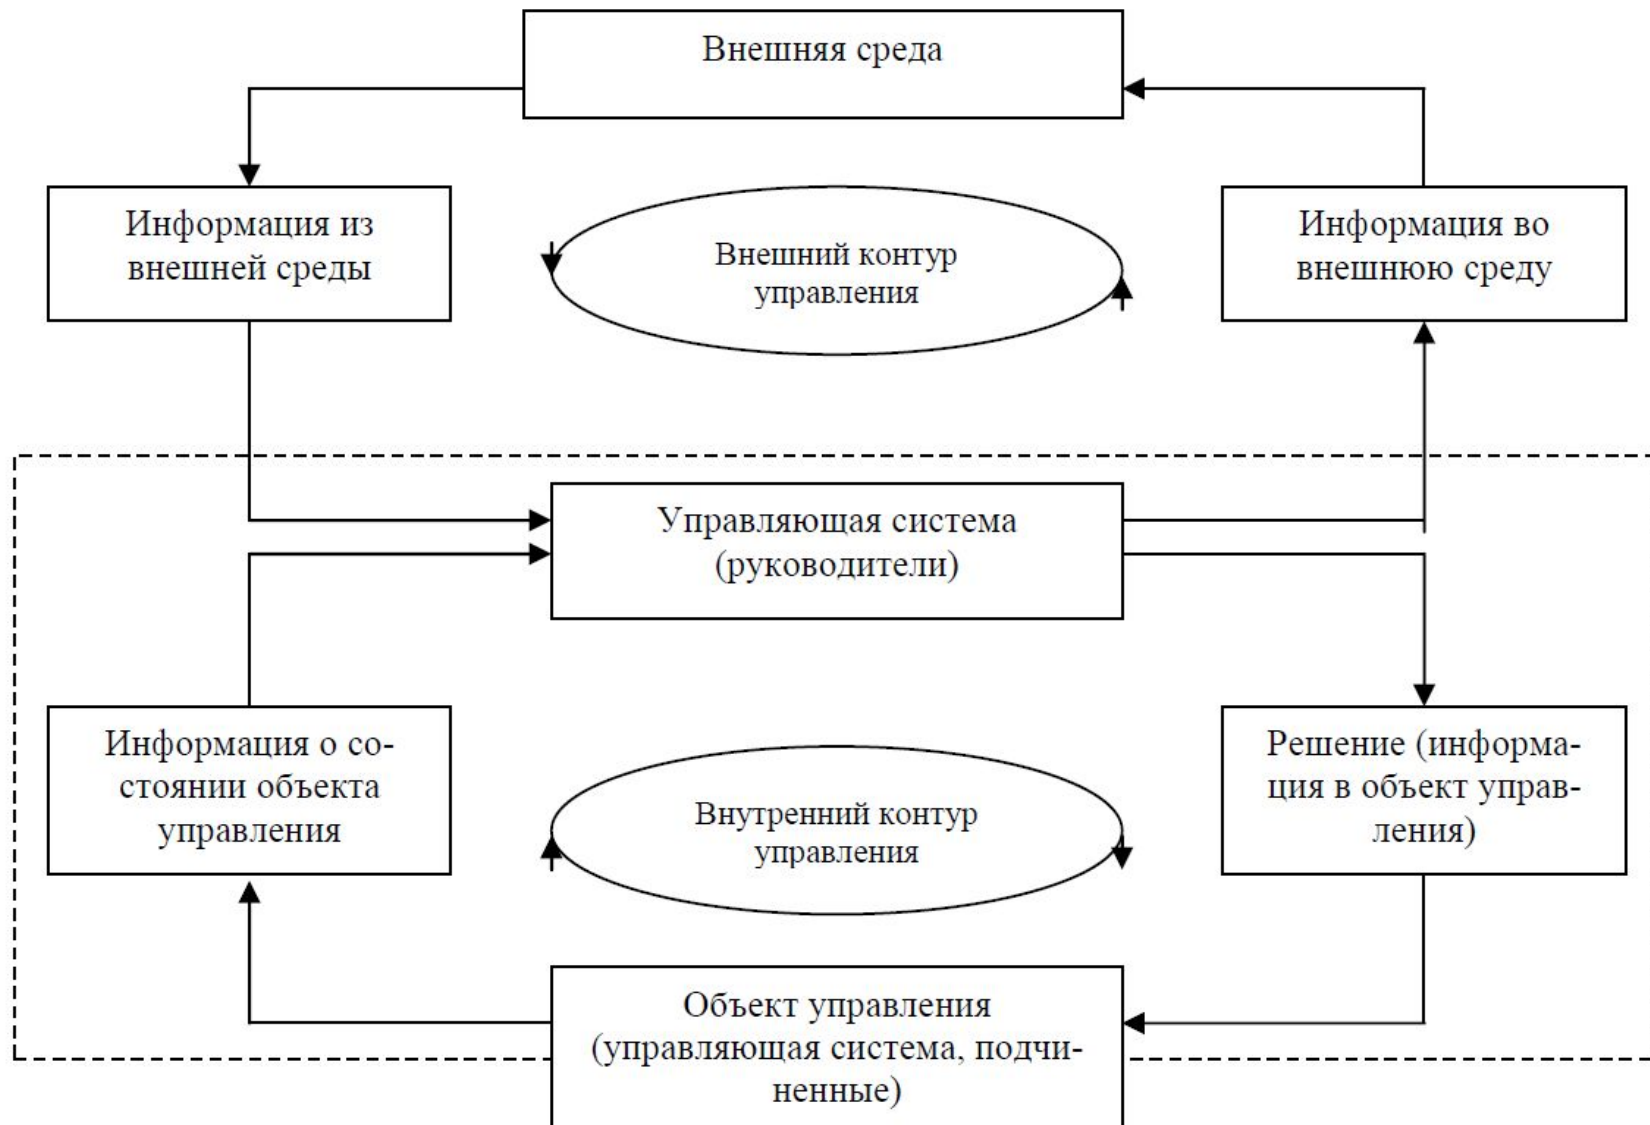 Внешняя среда
Информация из
внешней среды
Внешний контур
управления
Информация во
внешнюю среду
Управляющая система
(руководители)
Информация о со-
стоянии объекта
управления
Внутренний контур
управления
Решение (информа-
ция в объект управ-
ления)
Объект управления
(управляющая система, подчи-
ненные)